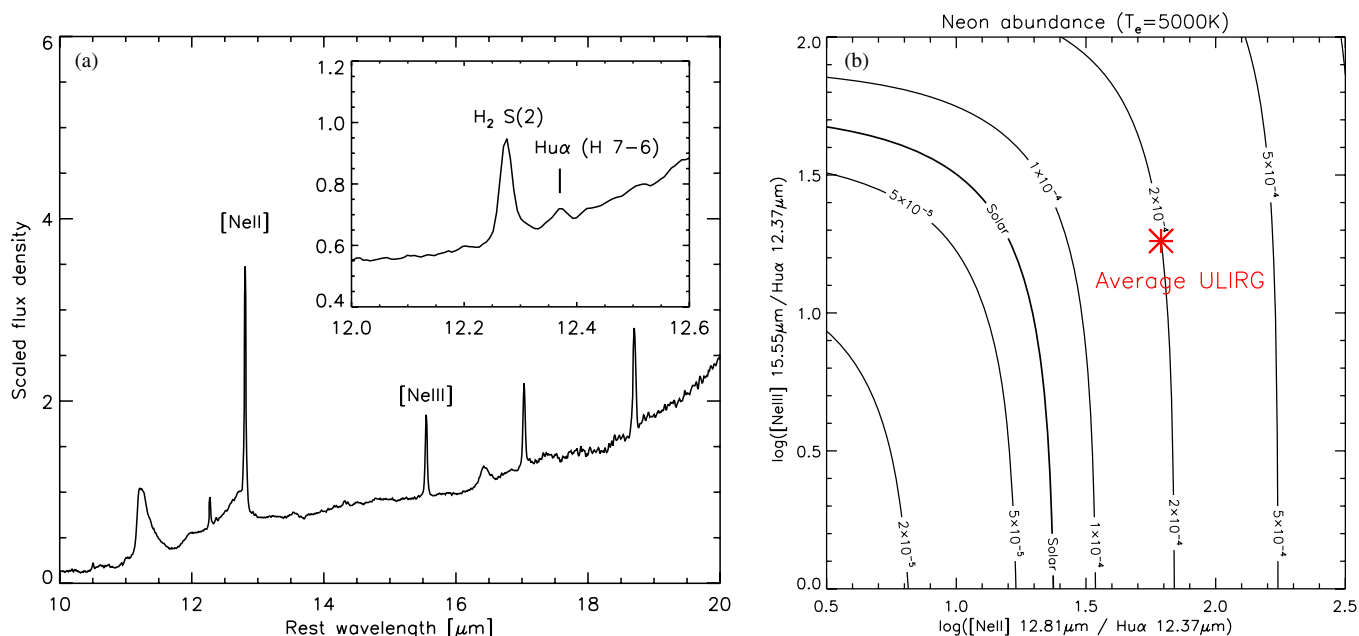 (a)
6
4
2
0
Scaled flux density
10 12 14 16 18 20
Rest wavelength [μm]
[NeII]
[NeIII]
1.2
1.0
0.8
0.6
0.4
12.0 12.2 12.4 12.6
H₂ S(2)
Huα (H 7−6)
Neon abundance (Tₑ=5000K)
(b)
2.0
1.5
1.0
0.5
0.0
log([NeIII] 15.55μm / Huα 12.37μm)
0.5 1.0 1.5 2.0 2.5
log([NeII] 12.81μm / Huα 12.37μm)
1×10⁻⁴
2×10⁻⁴
5×10⁻⁴
5×10⁻⁵
Solar
Average ULIRG
2×10⁻⁵
5×10⁻⁵
Solar
1×10⁻⁴
2×10⁻⁴
5×10⁻⁴